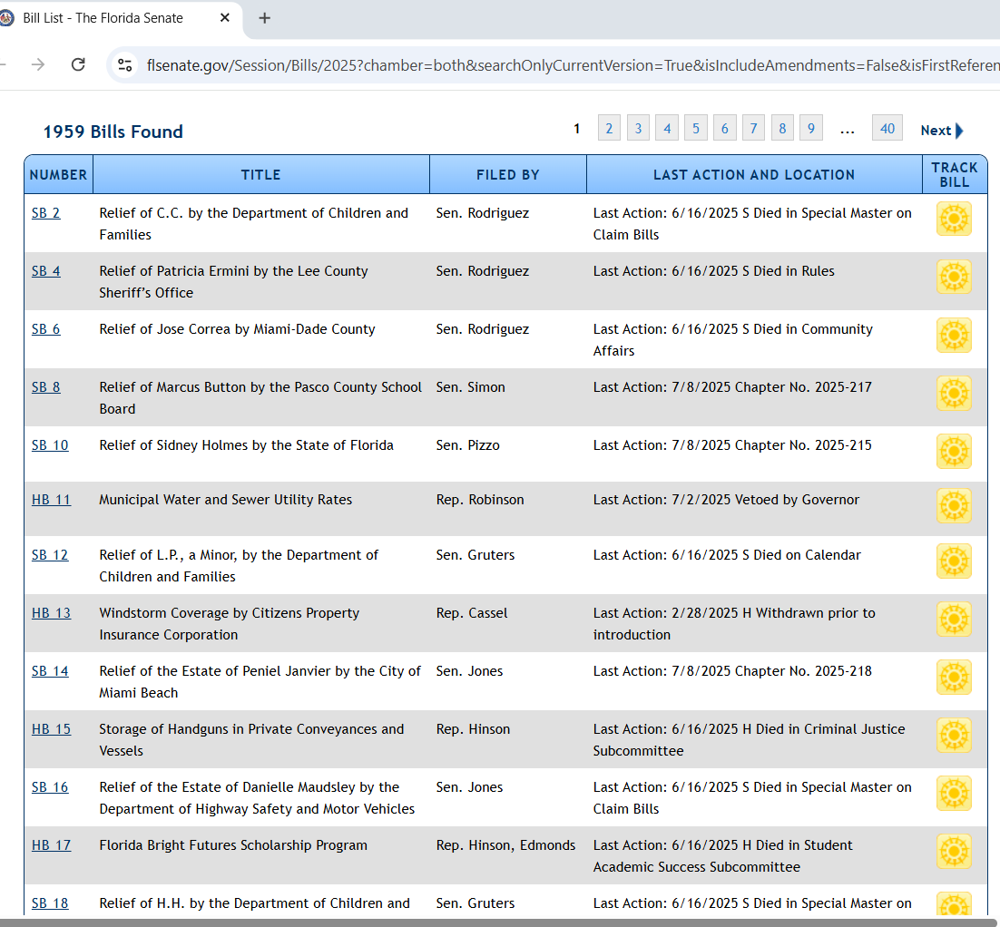 Bill List - The Florida Senate
flsenate.gov/Session/Bills/2025?chamber=both&searchOnlyCurrentVersion=True&isIncludeAmendments=False&isFirstReferen
1959 Bills Found
1 2 3 4 5 6 7 8 9 ... 40 Next
NUMBER TITLE FILED BY LAST ACTION AND LOCATION TRACK BILL
SB 2 Relief of C.C. by the Department of Children and Sen. Rodriguez Last Action: 6/16/2025 S Died in Special Master on
Families Claim Bills
SB 4 Relief of Patricia Ermini by the Lee County Sen. Rodriguez Last Action: 6/16/2025 S Died in Rules
Sheriff’s Office
SB 6 Relief of Jose Correa by Miami-Dade County Sen. Rodriguez Last Action: 6/16/2025 S Died in Community
Affairs
SB 8 Relief of Marcus Button by the Pasco County School Sen. Simon Last Action: 7/8/2025 Chapter No. 2025-217
Board
SB 10 Relief of Sidney Holmes by the State of Florida Sen. Pizzo Last Action: 7/8/2025 Chapter No. 2025-215
HB 11 Municipal Water and Sewer Utility Rates Rep. Robinson Last Action: 7/2/2025 Vetoed by Governor
SB 12 Relief of L.P., a Minor, by the Department of Sen. Gruters Last Action: 6/16/2025 S Died on Calendar
Children and Families
HB 13 Windstorm Coverage by Citizens Property Rep. Cassel Last Action: 2/28/2025 H Withdrawn prior to
Insurance Corporation introduction
SB 14 Relief of the Estate of Peniel Janvier by the City of Sen. Jones Last Action: 7/8/2025 Chapter No. 2025-218
Miami Beach
HB 15 Storage of Handguns in Private Conveyances and Rep. Hinson Last Action: 6/16/2025 H Died in Criminal Justice
Vessels Subcommittee
SB 16 Relief of the Estate of Danielle Maudsley by the Sen. Jones Last Action: 6/16/2025 S Died in Special Master on
Department of Highway Safety and Motor Vehicles Claim Bills
HB 17 Florida Bright Futures Scholarship Program Rep. Hinson, Edmonds Last Action: 6/16/2025 H Died in Student
Academic Success Subcommittee
SB 18 Relief of H.H. by the Department of Children and Sen. Gruters Last Action: 6/16/2025 S Died in Special Master on